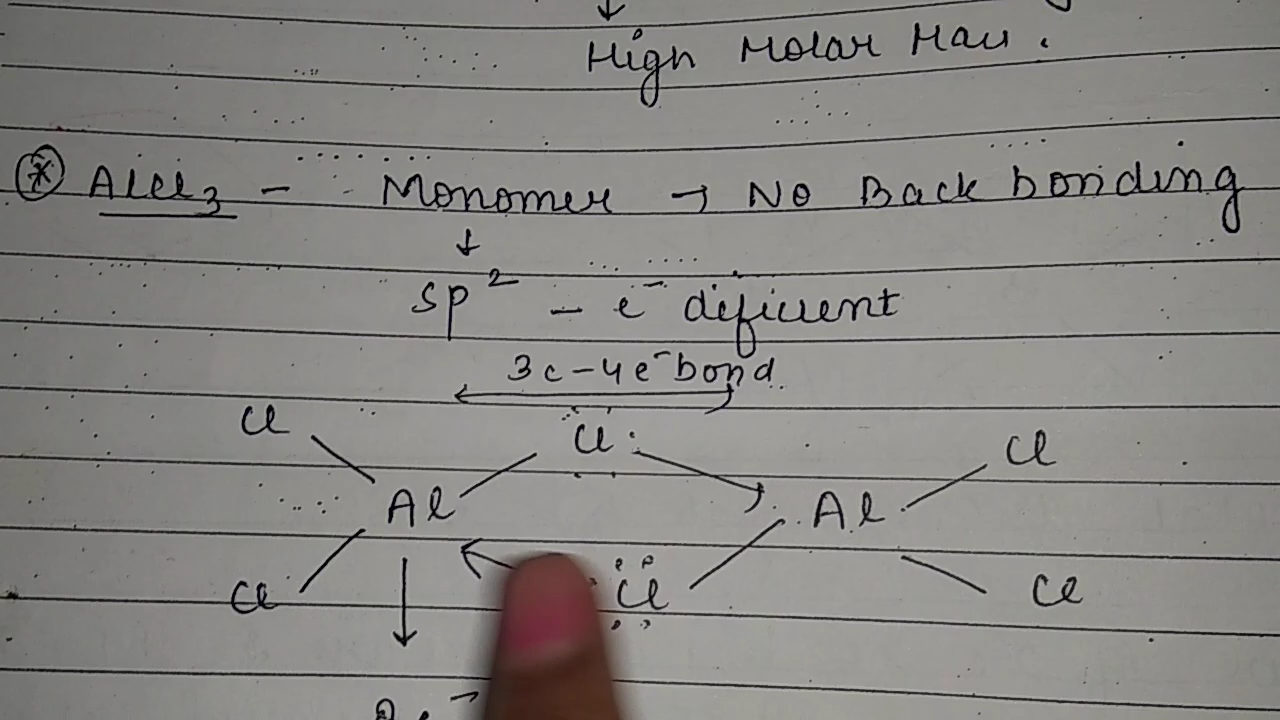 High Molar Mass.
* AlCl3 - Monomer → No Back bonding
↓
sp² - e⁻ deficient
3c-4e⁻ bond
Cl Cl Cl
Al Al
Cl Cl Cl